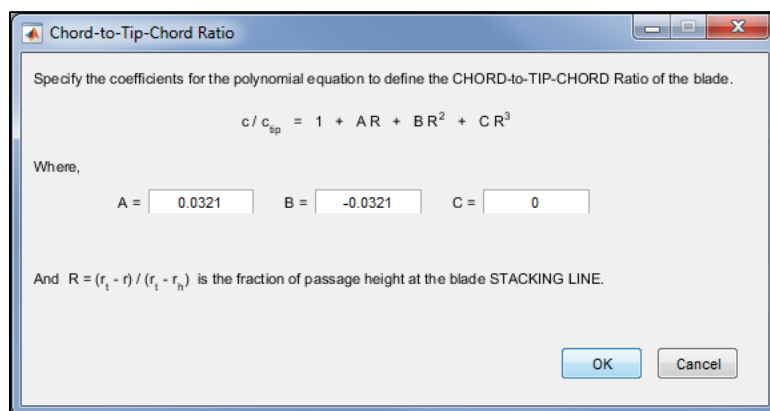 Chord-to-Tip-Chord Ratio
Specify the coefficients for the polynomial equation to define the CHORD-to-TIP-CHORD Ratio of the blade.
c / c_tip = 1 + A R + B R² + C R³
Where,
A = 0.0321 B = -0.0321 C = 0
And R = (r_t - r) / (r_t - r_h) is the fraction of passage height at the blade STACKING LINE.
OK Cancel